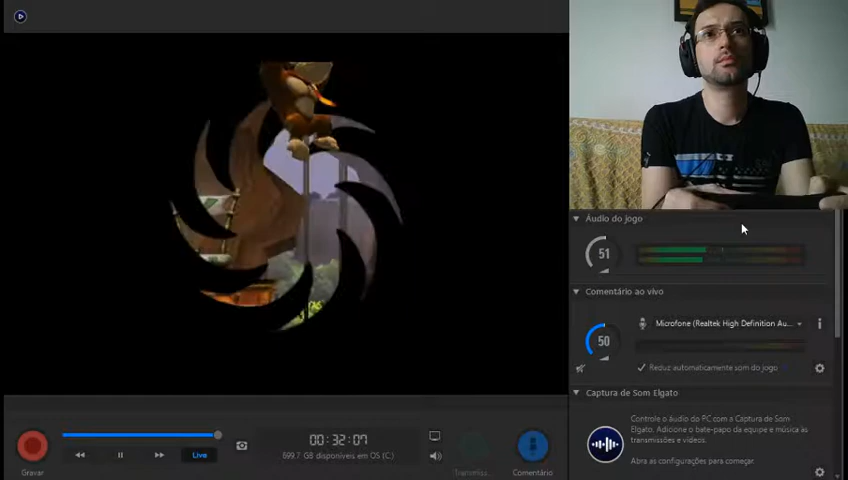 Áudio do jogo
51
Comentário ao vivo
50
Microfone (Realtek High Definition Au...
Reduz automaticamente som do jogo
Captura de Som Elgato
Controle o áudio do PC com a Captura de Som
Elgato. Adicione o bate-papo da equipe e música às
transmissões e vídeos.
Abra as configurações para começar.
Live
00:32:07
699.7 GB disponíveis em OS (C:)
Gravar
Transmis...
Comentário